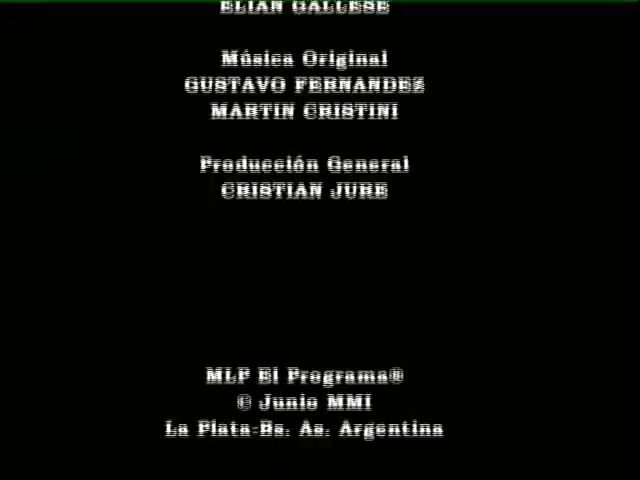 ELIAN GALLESE
Música Original
GUSTAVO FERNANDEZ
MARTIN CRISTINI
Producción General
CRISTIAN JURE
MLP El Programa®
© Junio MMI
La Plata-Bs. As. Argentina